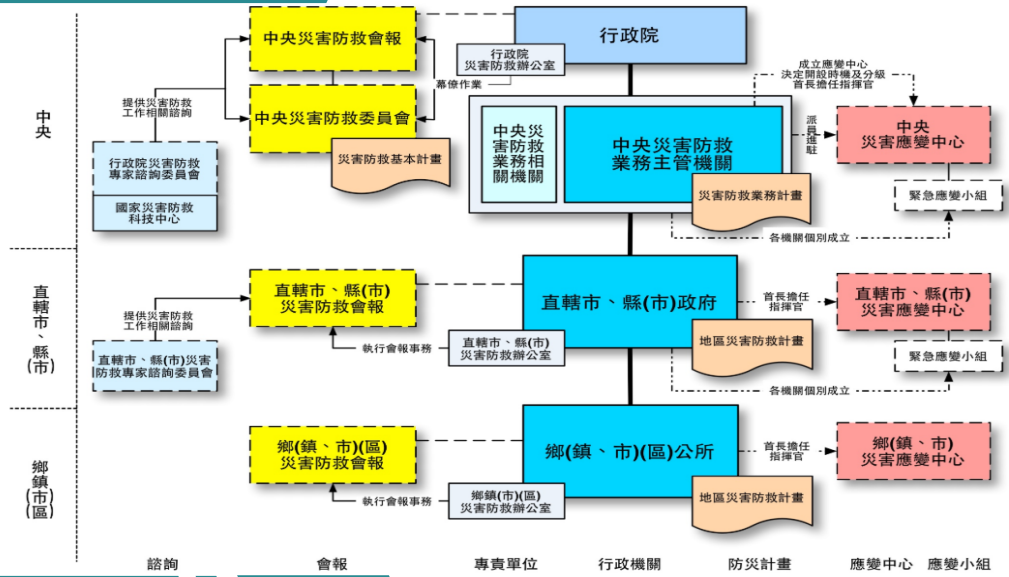 中央災害防救會報
行政院
行政院
災害防救辦公室
幕僚作業
成立應變中心
決定開設時機及分級
首長擔任指揮官
中央
提供災害防救
工作相關諮詢
中央災害防救委員會
災害防救基本計畫
中央災
害防救
業務相
關機關
中央災害防救
業務主管機關
派員進駐
中央
災害應變中心
行政院災害防救
專家諮詢委員會
國家災害防救
科技中心
災害防救業務計畫
緊急應變小組
各機關個別成立
直轄市、縣(市)
直轄市、縣(市)
災害防救會報
直轄市、縣(市)政府
首長擔任
指揮官
直轄市、縣(市)
災害應變中心
提供災害防救
工作相關諮詢
直轄市、縣(市)災害
防救專家諮詢委員會
執行會報事務
直轄市、縣(市)
災害防救辦公室
地區災害防救計畫
緊急應變小組
各機關個別成立
鄉鎮(市)(區)
鄉(鎮、市)(區)
災害防救會報
鄉(鎮、市)(區)公所
首長擔任
指揮官
鄉(鎮、市)
災害應變中心
執行會報事務
鄉鎮(市)(區)
災害防救辦公室
地區災害防救計畫
諮詢
會報
專責單位
行政機關
防災計畫
應變中心
應變小組